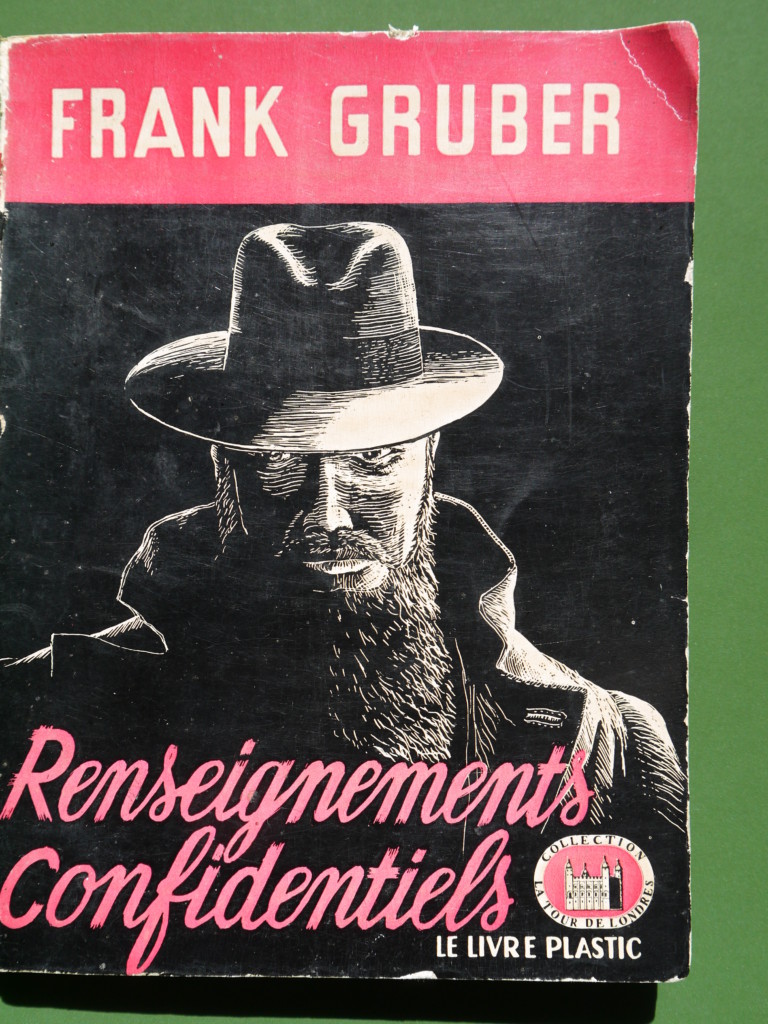 FRANK GRUBER
Renseignements
Confidentiels
COLLECTION
LA TOUR DE LONDRES
LE LIVRE PLASTIC